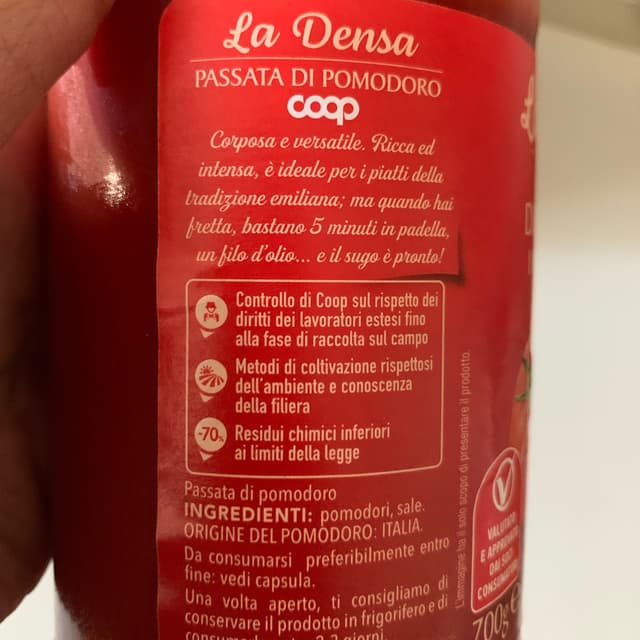 La Densa
PASSATA DI POMODORO
coop
Corposa e versatile. Ricca ed
intensa, è ideale per i piatti della
tradizione emiliana; ma quando hai
fretta, bastano 5 minuti in padella,
un filo d'olio... e il sugo è pronto!
Controllo di Coop sul rispetto dei
diritti dei lavoratori estesi fino
alla fase di raccolta sul campo
Metodi di coltivazione rispettosi
dell'ambiente e conoscenza
della filiera
-70%
Residui chimici inferiori
ai limiti della legge
Passata di pomodoro
INGREDIENTI: pomodori, sale.
ORIGINE DEL POMODORO: ITALIA.
Da consumarsi preferibilmente entro
fine: vedi capsula.
Una volta aperto, ti consigliamo di
conservare il prodotto in frigorifero e di
L'immagine ha il solo scopo di presentare il prodotto.
VALUTATO
E APPROVATO
DAI SOCI
CONSUMATORI
700g e